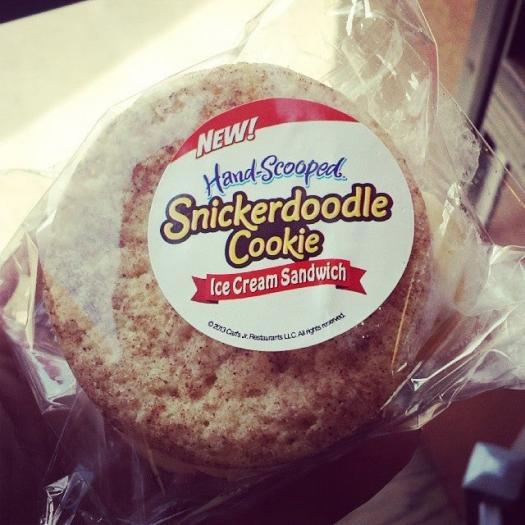 NEW!
Hand-Scooped
Snickerdoodle
Cookie
Ice Cream Sandwich
©2013 Carl's Jr. Restaurants LLC. All rights reserved.